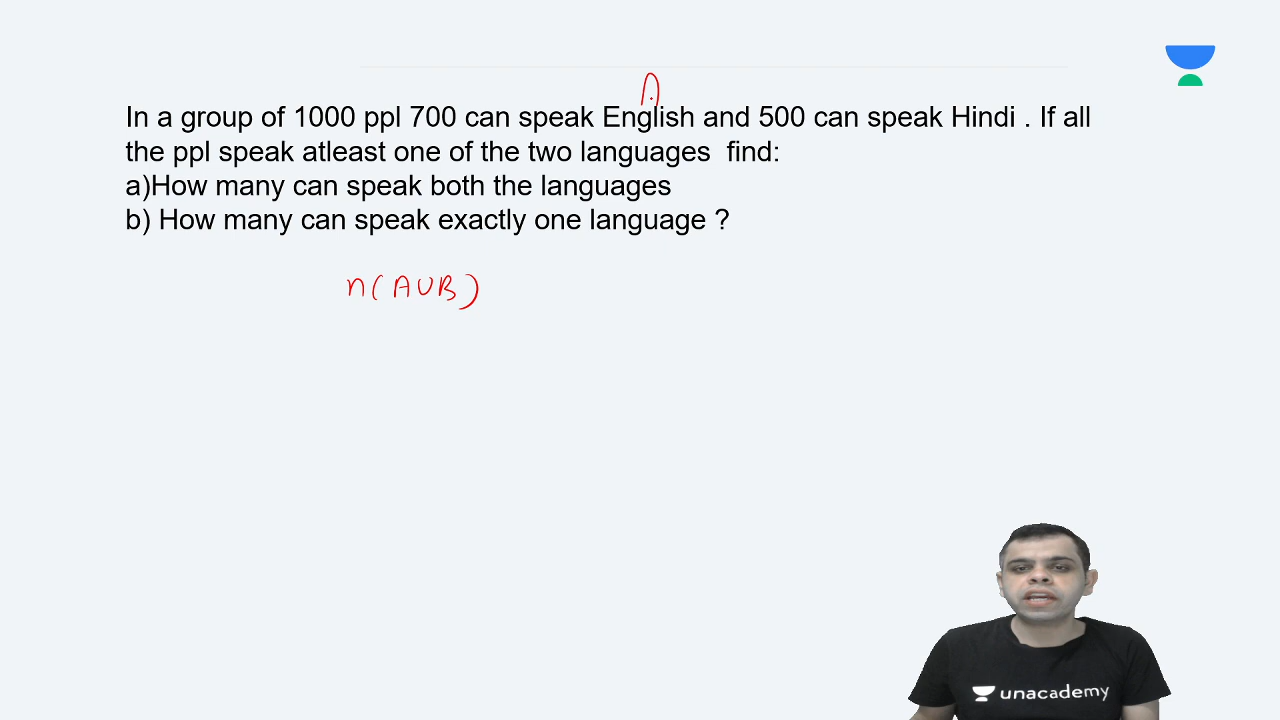 A
In a group of 1000 ppl 700 can speak English and 500 can speak Hindi . If all
the ppl speak atleast one of the two languages find:
a)How many can speak both the languages
b) How many can speak exactly one language ?
n(A∪B)
unacademy